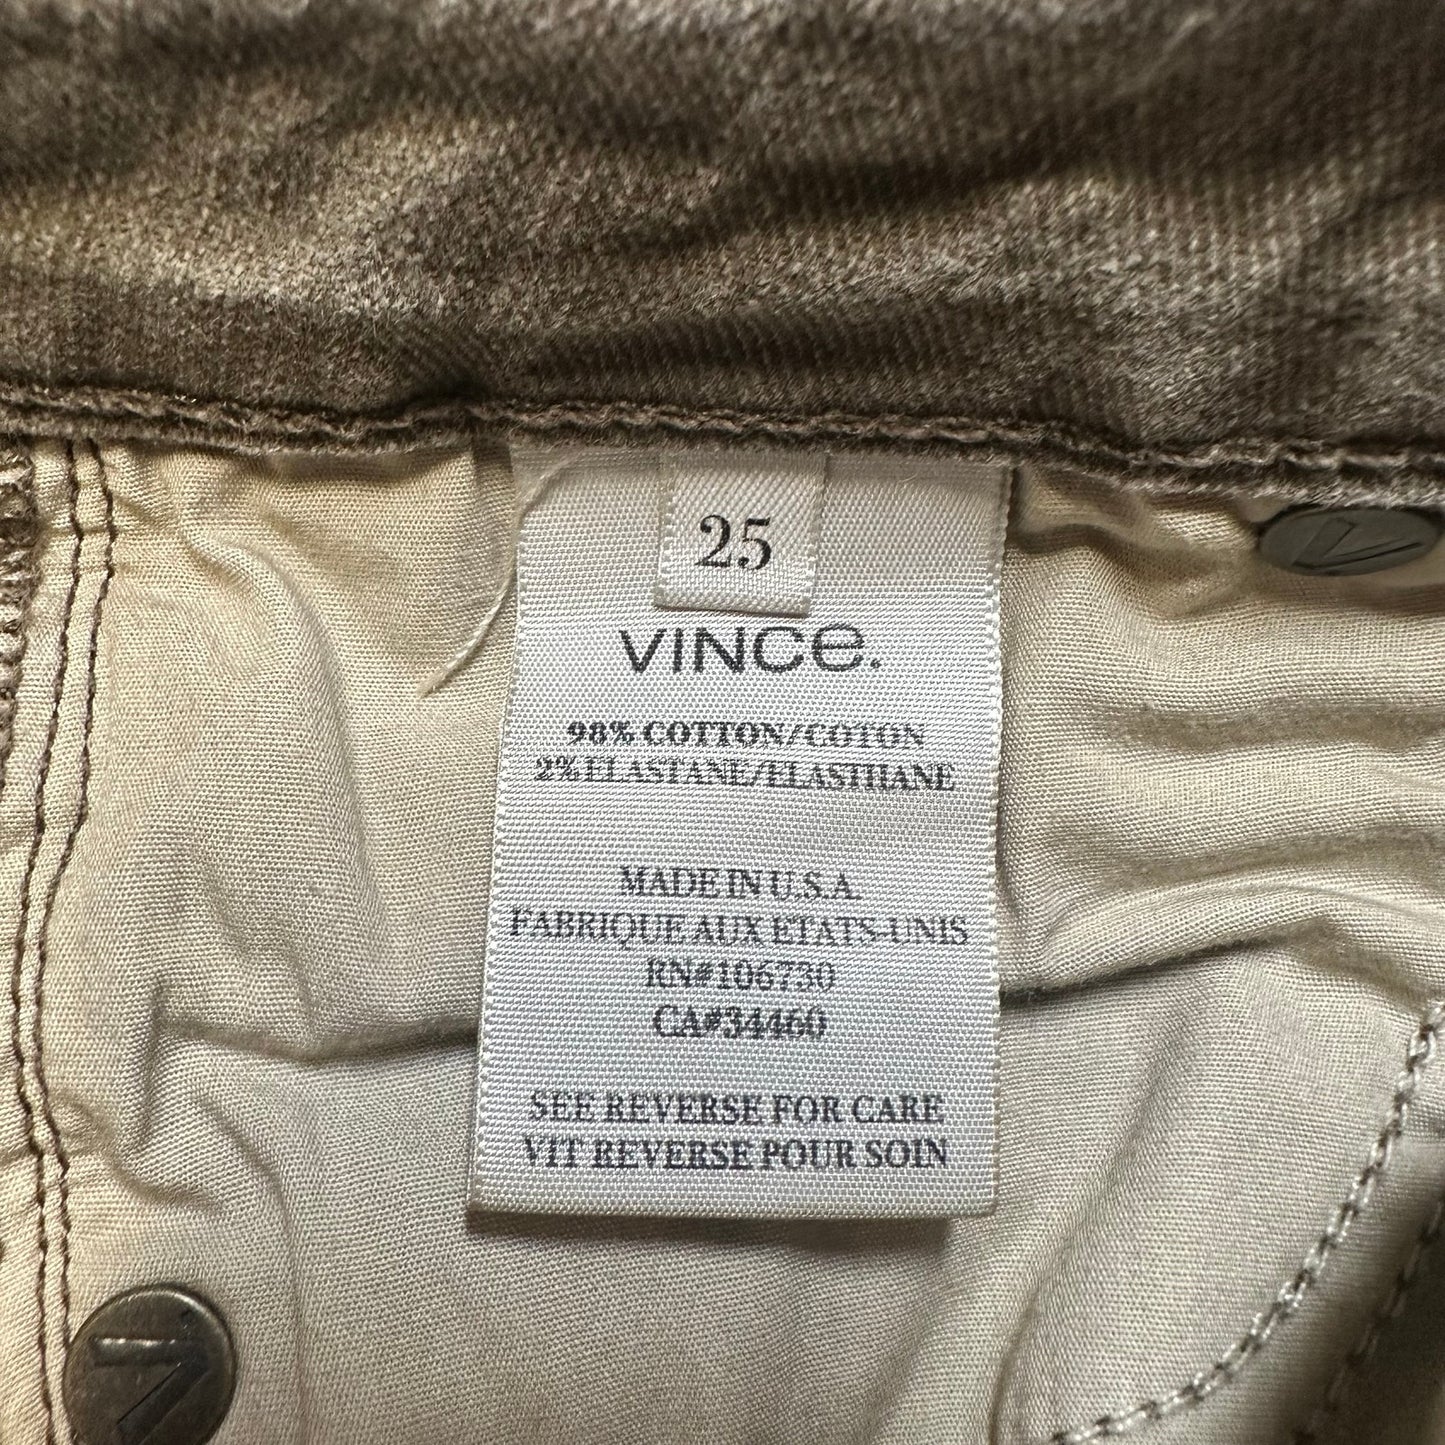 25
VINCe.
98% COTTON/COTON
2% ELASTANE/ELASTHANE
MADE IN U.S.A.
FABRIQUE AUX ETATS-UNIS
RN#106730
CA#34460
SEE REVERSE FOR CARE
VIT REVERSE POUR SOIN
V
V